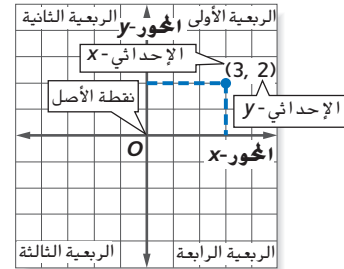 الربعية الأولى
الربعية الثانية
المحور-y
الإحداثي-x
(3, 2)
الإحداثي-y
نقطة الأصل
O
المحور-x
الربعية الرابعة
الربعية الثالثة